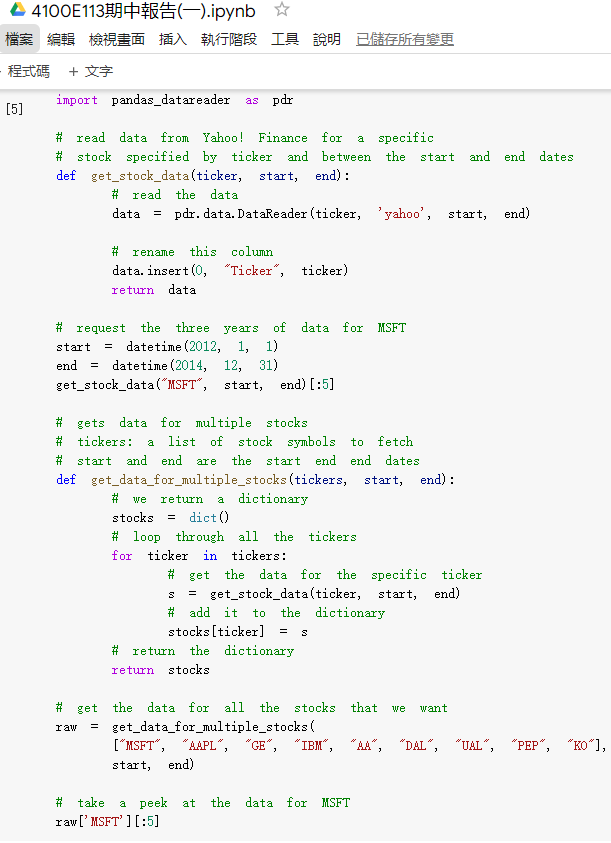 4100E113期中報告(一).ipynb
檔案 編輯 檢視畫面 插入 執行階段 工具 說明 已儲存所有變更
程式碼 + 文字
[5]
import pandas_datareader as pdr
# read data from Yahoo! Finance for a specific
# stock specified by ticker and between the start and end dates
def get_stock_data(ticker, start, end):
# read the data
data = pdr.data.DataReader(ticker, 'yahoo', start, end)
# rename this column
data.insert(0, "Ticker", ticker)
return data
# request the three years of data for MSFT
start = datetime(2012, 1, 1)
end = datetime(2014, 12, 31)
get_stock_data("MSFT", start, end)[:5]
# gets data for multiple stocks
# tickers: a list of stock symbols to fetch
# start and end are the start end end dates
def get_data_for_multiple_stocks(tickers, start, end):
# we return a dictionary
stocks = dict()
# loop through all the tickers
for ticker in tickers:
# get the data for the specific ticker
s = get_stock_data(ticker, start, end)
# add it to the dictionary
stocks[ticker] = s
# return the dictionary
return stocks
# get the data for all the stocks that we want
raw = get_data_for_multiple_stocks(
["MSFT", "AAPL", "GE", "IBM", "AA", "DAL", "UAL", "PEP", "KO"],
start, end)
# take a peek at the data for MSFT
raw['MSFT'][:5]